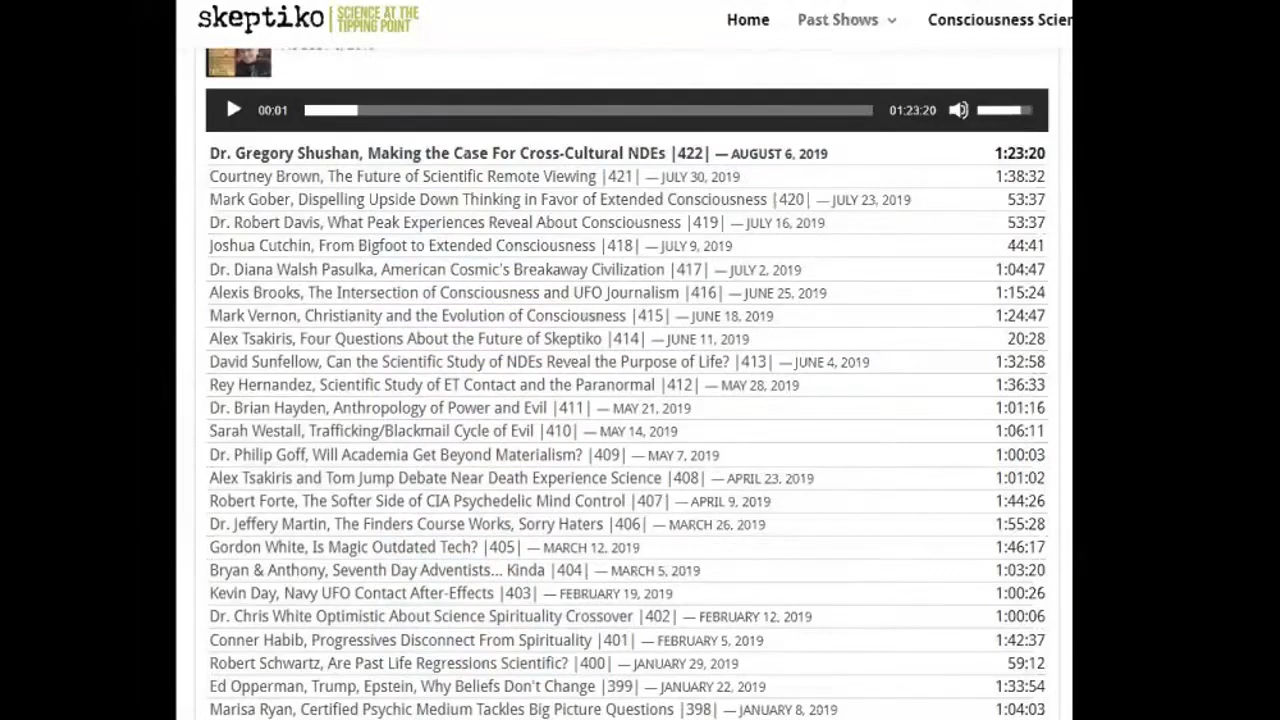 skeptiko | SCIENCE AT THE TIPPING POINT
Home Past Shows Consciousness Scien
00:01 01:23:20
Dr. Gregory Shushan, Making the Case For Cross-Cultural NDEs |422| — AUGUST 6, 2019 1:23:20
Courtney Brown, The Future of Scientific Remote Viewing |421| — JULY 30, 2019 1:38:32
Mark Gober, Dispelling Upside Down Thinking in Favor of Extended Consciousness |420| — JULY 23, 2019 53:37
Dr. Robert Davis, What Peak Experiences Reveal About Consciousness |419| — JULY 16, 2019 53:37
Joshua Cutchin, From Bigfoot to Extended Consciousness |418| — JULY 9, 2019 44:41
Dr. Diana Walsh Pasulka, American Cosmic's Breakaway Civilization |417| — JULY 2, 2019 1:04:47
Alexis Brooks, The Intersection of Consciousness and UFO Journalism |416| — JUNE 25, 2019 1:15:24
Mark Vernon, Christianity and the Evolution of Consciousness |415| — JUNE 18, 2019 1:24:47
Alex Tsakiris, Four Questions About the Future of Skeptiko |414| — JUNE 11, 2019 20:28
David Sunfellow, Can the Scientific Study of NDEs Reveal the Purpose of Life? |413| — JUNE 4, 2019 1:32:58
Rey Hernandez, Scientific Study of ET Contact and the Paranormal |412| — MAY 28, 2019 1:36:33
Dr. Brian Hayden, Anthropology of Power and Evil |411| — MAY 21, 2019 1:01:16
Sarah Westall, Trafficking/Blackmail Cycle of Evil |410| — MAY 14, 2019 1:06:11
Dr. Philip Goff, Will Academia Get Beyond Materialism? |409| — MAY 7, 2019 1:00:03
Alex Tsakiris and Tom Jump Debate Near Death Experience Science |408| — APRIL 23, 2019 1:01:02
Robert Forte, The Softer Side of CIA Psychedelic Mind Control |407| — APRIL 9, 2019 1:44:26
Dr. Jeffery Martin, The Finders Course Works, Sorry Haters |406| — MARCH 26, 2019 1:55:28
Gordon White, Is Magic Outdated Tech? |405| — MARCH 12, 2019 1:46:17
Bryan & Anthony, Seventh Day Adventists... Kinda |404| — MARCH 5, 2019 1:03:20
Kevin Day, Navy UFO Contact After-Effects |403| — FEBRUARY 19, 2019 1:00:26
Dr. Chris White Optimistic About Science Spirituality Crossover |402| — FEBRUARY 12, 2019 1:00:06
Conner Habib, Progressives Disconnect From Spirituality |401| — FEBRUARY 5, 2019 1:42:37
Robert Schwartz, Are Past Life Regressions Scientific? |400| — JANUARY 29, 2019 59:12
Ed Opperman, Trump, Epstein, Why Beliefs Don't Change |399| — JANUARY 22, 2019 1:33:54
Marisa Ryan, Certified Psychic Medium Tackles Big Picture Questions |398| — JANUARY 8, 2019 1:04:03